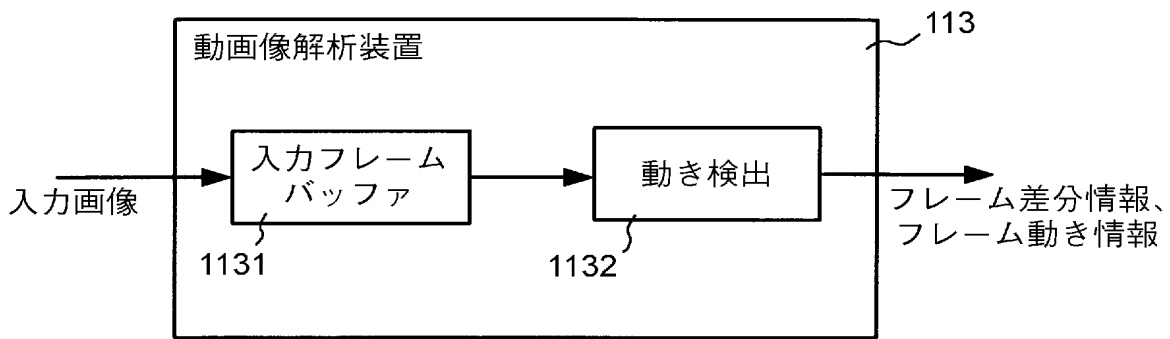 113
動画像解析装置
入力フレーム
バッファ
動き検出
入力画像
フレーム差分情報、
フレーム動き情報
1131
1132